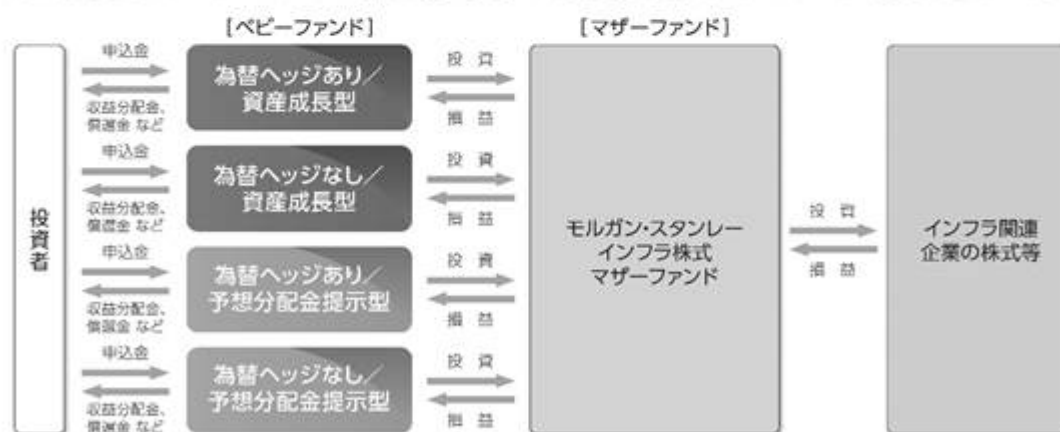 [ベビーファンド]
[マザーファンド]
投資者
申込金
収益分配金、
償還金 など
為替ヘッジあり／
資産成長型
投 資
損 益
申込金
収益分配金、
償還金 など
為替ヘッジなし／
資産成長型
投 資
損 益
申込金
収益分配金、
償還金 など
為替ヘッジあり／
予想分配金提示型
投 資
損 益
申込金
収益分配金、
償還金 など
為替ヘッジなし／
予想分配金提示型
投 資
損 益
モルガン・スタンレー
インフラ株式
マザーファンド
投 資
損 益
インフラ関連
企業の株式等